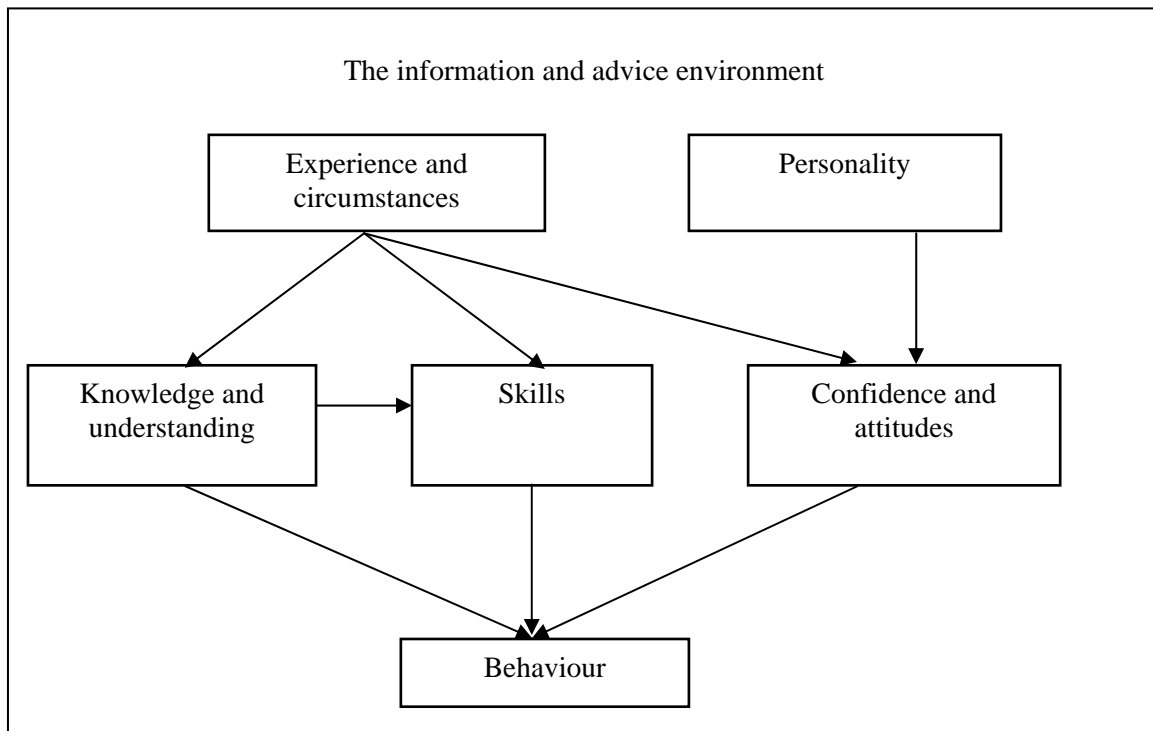 The information and advice environment
Experience and
circumstances
Personality
Knowledge and
understanding
Skills
Confidence and
attitudes
Behaviour